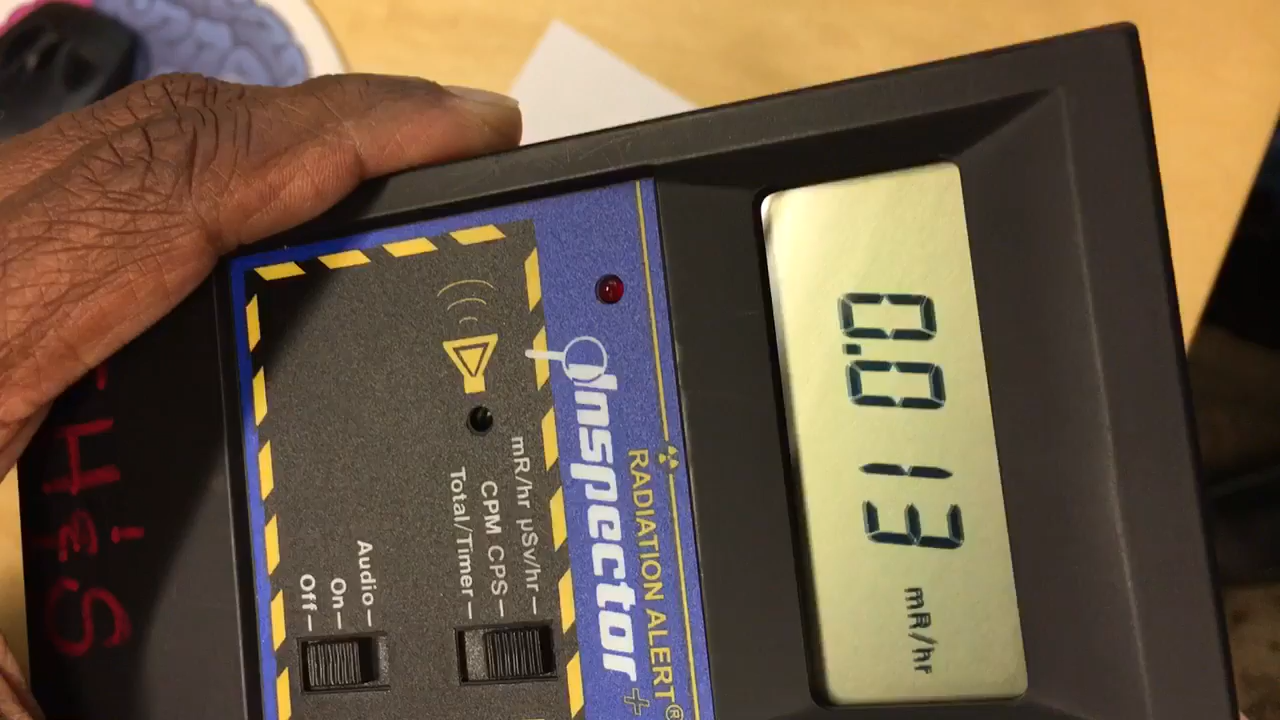 0.013
mR/hr
RADIATION ALERT®
Inspector+
mR/hr µSv/hr
CPM CPS
Total/Timer
Audio
On
Off